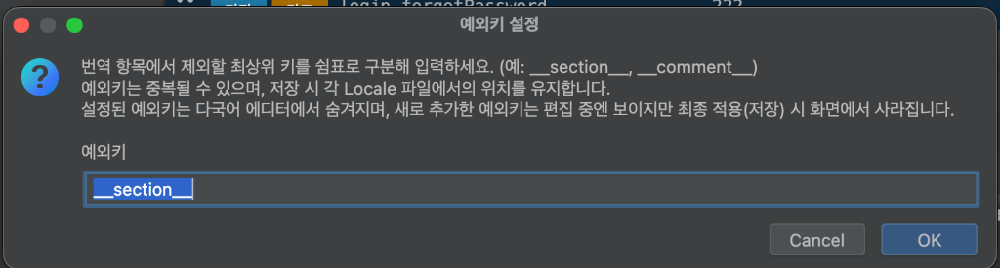 login.forgotPassword ???
예외키 설정
번역 항목에서 제외할 최상위 키를 쉼표로 구분해 입력하세요. (예: __section__, __comment__)
예외키는 중복될 수 있으며, 저장 시 각 Locale 파일에서의 위치를 유지합니다.
설정된 예외키는 다국어 에디터에서 숨겨지며, 새로 추가한 예외키는 편집 중엔 보이지만 최종 적용(저장) 시 화면에서 사라집니다.
예외키
__section__
Cancel OK